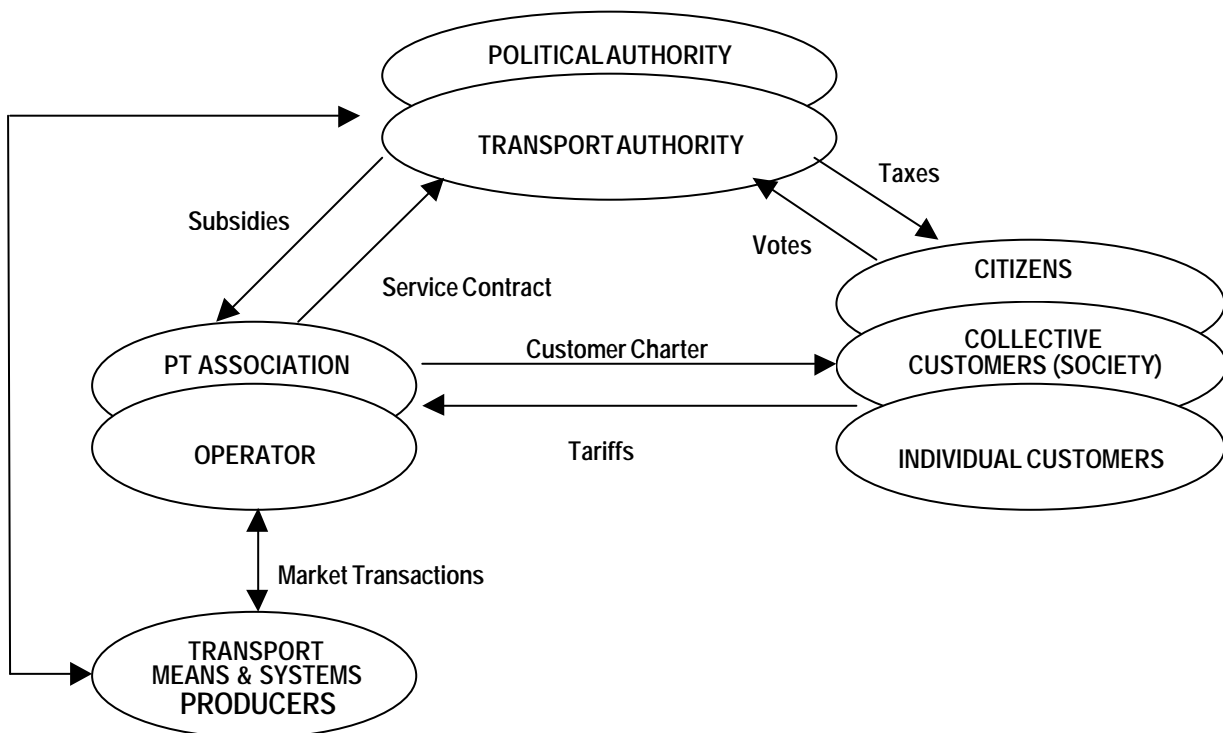 POLITICAL AUTHORITY
TRANSPORT AUTHORITY
Taxes
Subsidies
Votes
CITIZENS
Service Contract
COLLECTIVE
CUSTOMERS (SOCIETY)
Customer Charter
PT ASSOCIATION
Tariffs
OPERATOR
INDIVIDUAL CUSTOMERS
Market Transactions
TRANSPORT
MEANS & SYSTEMS
PRODUCERS